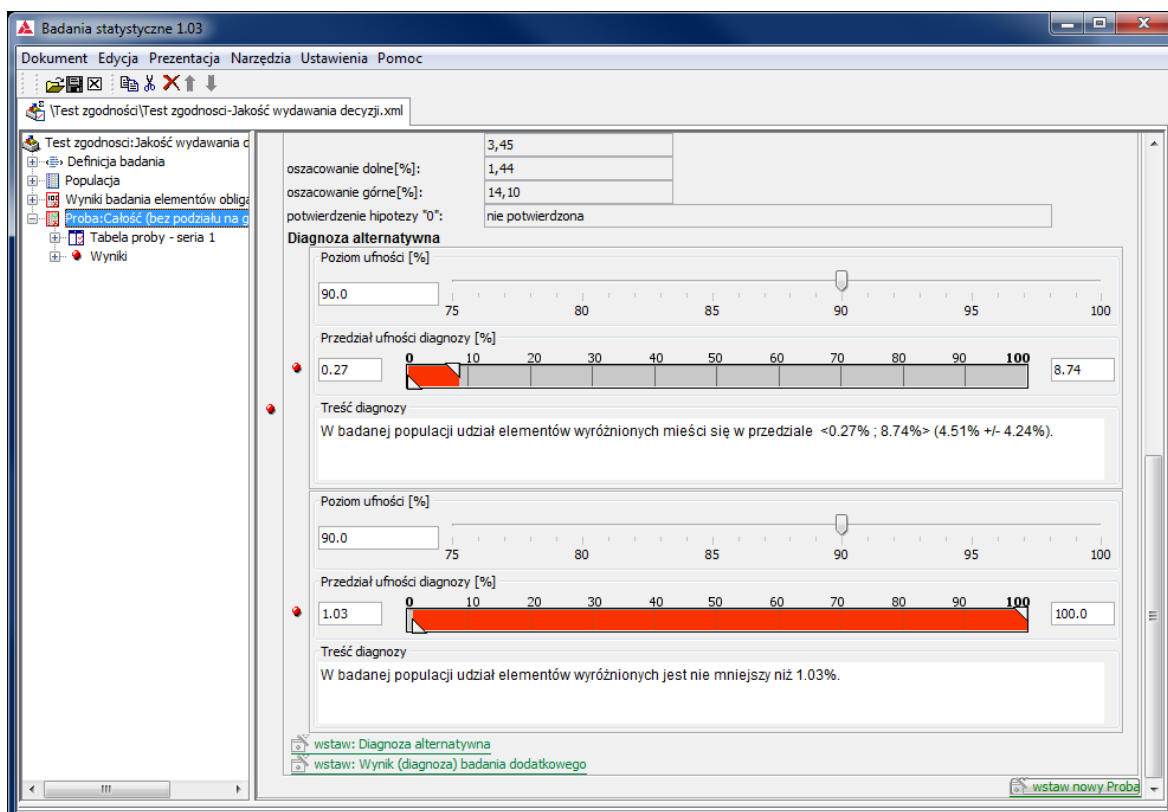 Badania statystyczne 1.03
Dokument Edycja Prezentacja Narzędzia Ustawienia Pomoc
\Test zgodności\Test zgodnosci-Jakość wydawania decyzji.xml
Test zgodnosci:Jakość wydawania d
Definicja badania
Populacja
Wyniki badania elementów obliga
Proba:Całość (bez podziału na g
Tabela proby - seria 1
Wyniki
3,45
oszacowanie dolne[%]: 1,44
oszacowanie górne[%]: 14,10
potwierdzenie hipotezy "0": nie potwierdzona
Diagnoza alternatywna
Poziom ufności [%]
90.0
75 80 85 90 95 100
Przedział ufności diagnozy [%]
0 10 20 30 40 50 60 70 80 90 100
0.27 8.74
Treść diagnozy
W badanej populacji udział elementów wyróżnionych mieści się w przedziale <0.27% ; 8.74%> (4.51% +/- 4.24%).
Poziom ufności [%]
90.0
75 80 85 90 95 100
Przedział ufności diagnozy [%]
0 10 20 30 40 50 60 70 80 90 100
1.03 100.0
Treść diagnozy
W badanej populacji udział elementów wyróżnionych jest nie mniejszy niż 1.03%.
wstaw: Diagnoza alternatywna
wstaw: Wynik (diagnoza) badania dodatkowego
wstaw nowy Proba